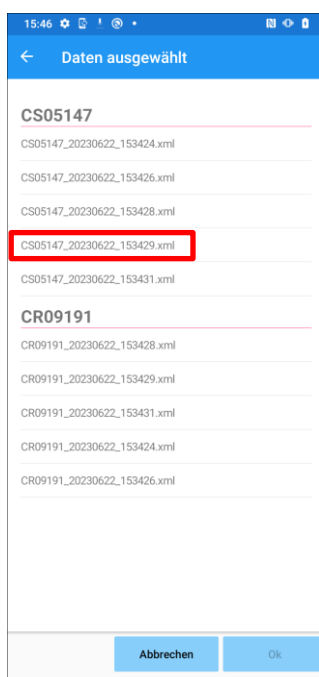 15:46
Daten ausgewählt
CS05147
CS05147_20230622_153424.xml
CS05147_20230622_153426.xml
CS05147_20230622_153428.xml
CS05147_20230622_153429.xml
CS05147_20230622_153431.xml
CR09191
CR09191_20230622_153428.xml
CR09191_20230622_153429.xml
CR09191_20230622_153431.xml
CR09191_20230622_153424.xml
CR09191_20230622_153426.xml
Abbrechen Ok